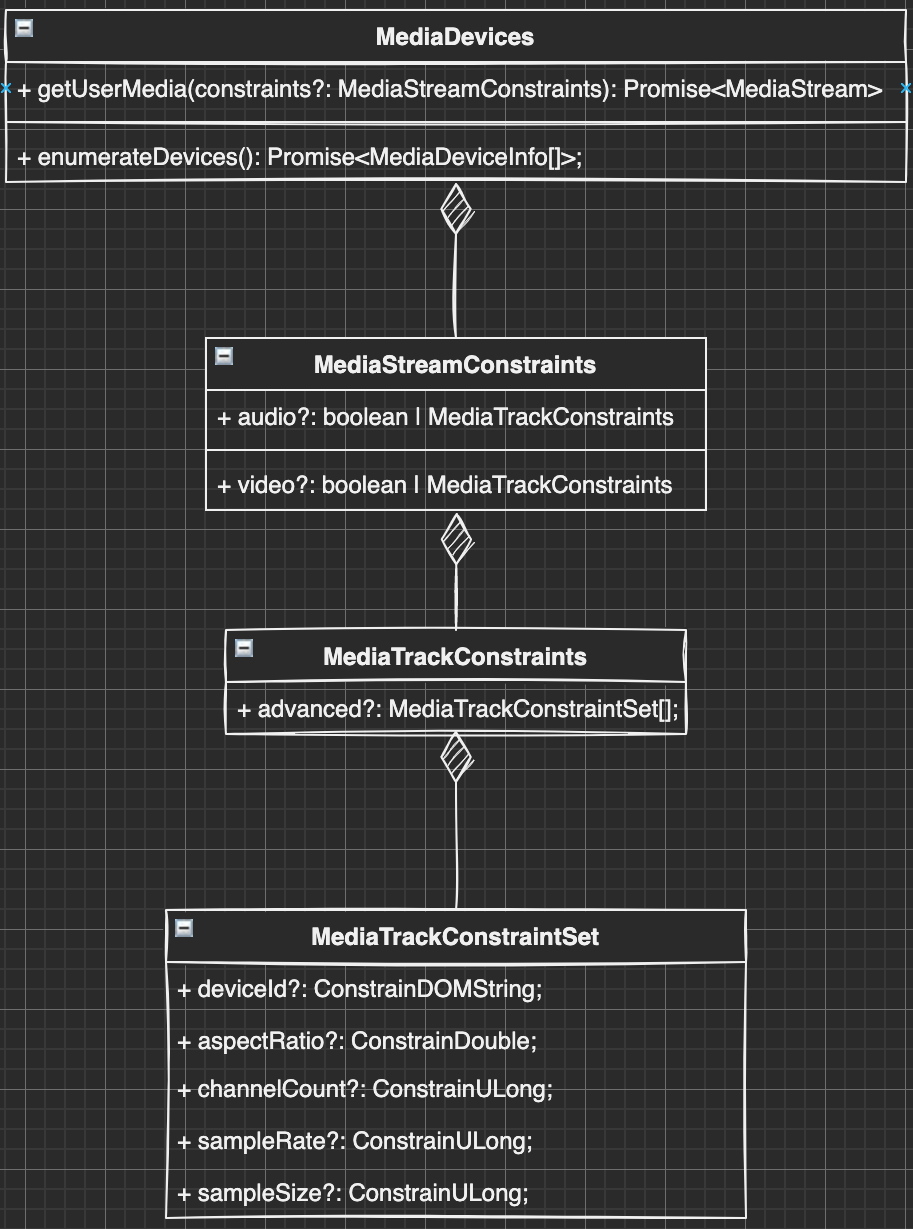 MediaDevices
+ getUserMedia(constraints?: MediaStreamConstraints): Promise<MediaStream>
+ enumerateDevices(): Promise<MediaDeviceInfo[]>;
MediaStreamConstraints
+ audio?: boolean | MediaTrackConstraints
+ video?: boolean | MediaTrackConstraints
MediaTrackConstraints
+ advanced?: MediaTrackConstraintSet[];
MediaTrackConstraintSet
+ deviceId?: ConstrainDOMString;
+ aspectRatio?: ConstrainDouble;
+ channelCount?: ConstrainULong;
+ sampleRate?: ConstrainULong;
+ sampleSize?: ConstrainULong;